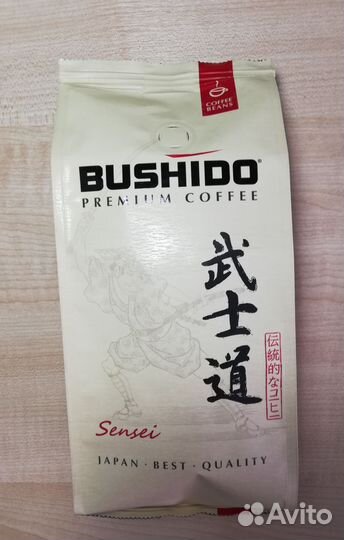 COFFEE
BEANS
BUSHIDO®
PREMIUM COFFEE
武士道
伝統的なコーヒー
Sensei
JAPAN · BEST · QUALITY
Avito